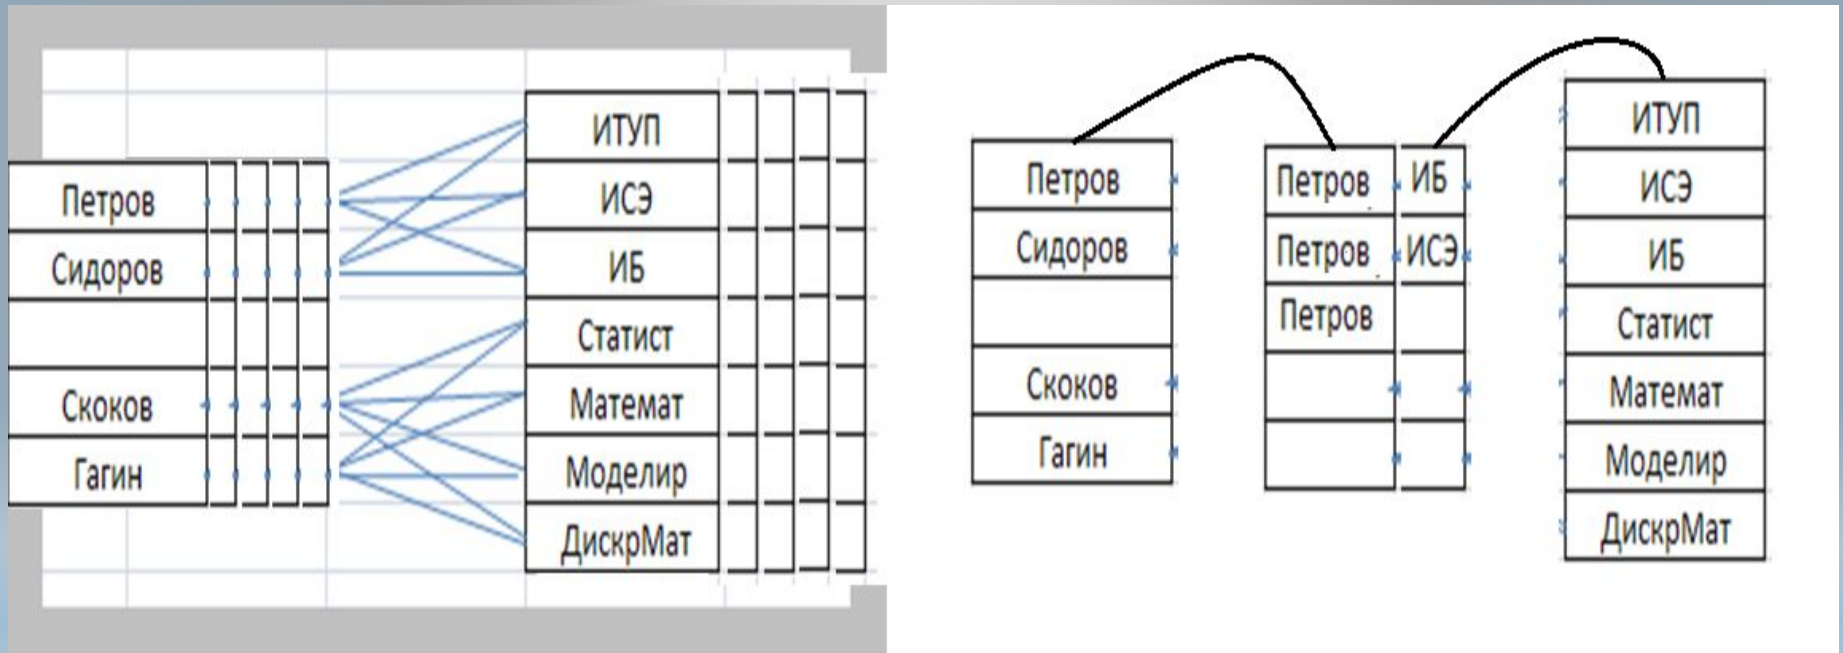 Петров
Сидоров
Скоков
Гагин
ИТУП
ИСЭ
ИБ
Статист
Математ
Моделир
ДискрМат
Петров
Сидоров
Скоков
Гагин
Петров ИБ
Петров ИСЭ
Петров
ИТУП
ИСЭ
ИБ
Статист
Математ
Моделир
ДискрМат